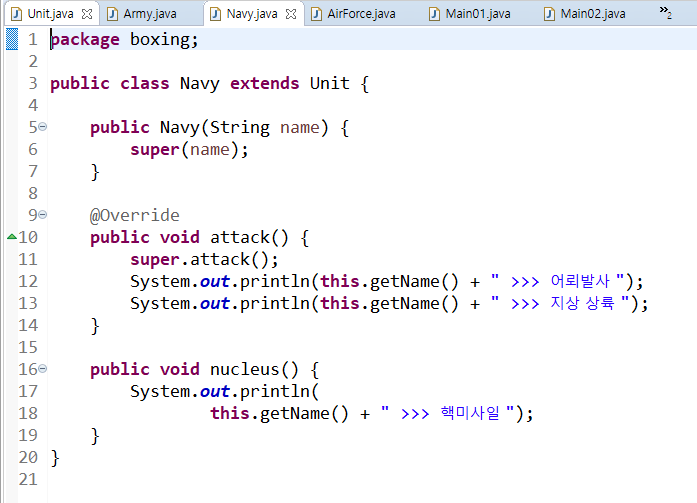 Unit.java Army.java Navy.java AirForce.java Main01.java Main02.java »2
1 package boxing;
2
3 public class Navy extends Unit {
4
5 public Navy(String name) {
6 super(name);
7 }
8
9 @Override
10 public void attack() {
11 super.attack();
12 System.out.println(this.getName() + " >>> 어뢰발사 ");
13 System.out.println(this.getName() + " >>> 지상 상륙 ");
14 }
15
16 public void nucleus() {
17 System.out.println(
18 this.getName() + " >>> 핵미사일 ");
19 }
20 }
21